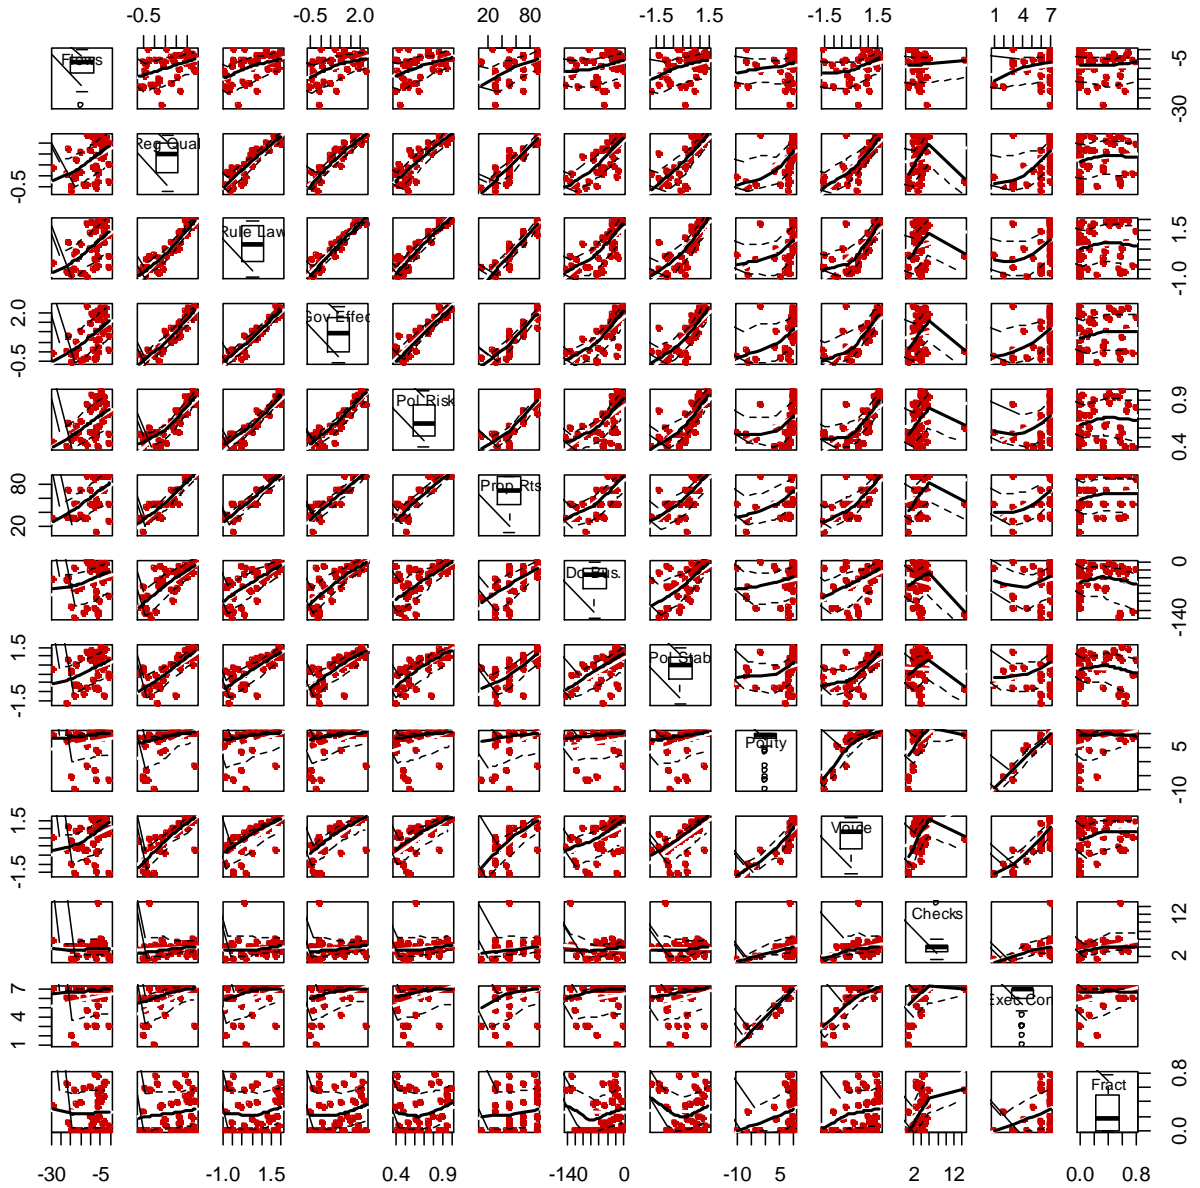 -0.5 -0.5 2.0 20 80 -1.5 1.5 -1.5 1.5 1 4 7
Flows
-5
-30
Reg Qual
-0.5
Rule Law
1.5
-1.0
2.0
-0.5
Gov Effec
Pol Risk
0.9
0.4
80
20
Prop Rts
Do Bus.
0
-140
1.5
-1.5
Pol Stab
Polity
5
-10
1.5
-1.5
Voice
Checks
12
2
7
4
1
Exec Con
Fract
0.8
0.0
-30 -5 -1.0 1.5 0.4 0.9 -140 0 -10 5 2 12 0.0 0.8